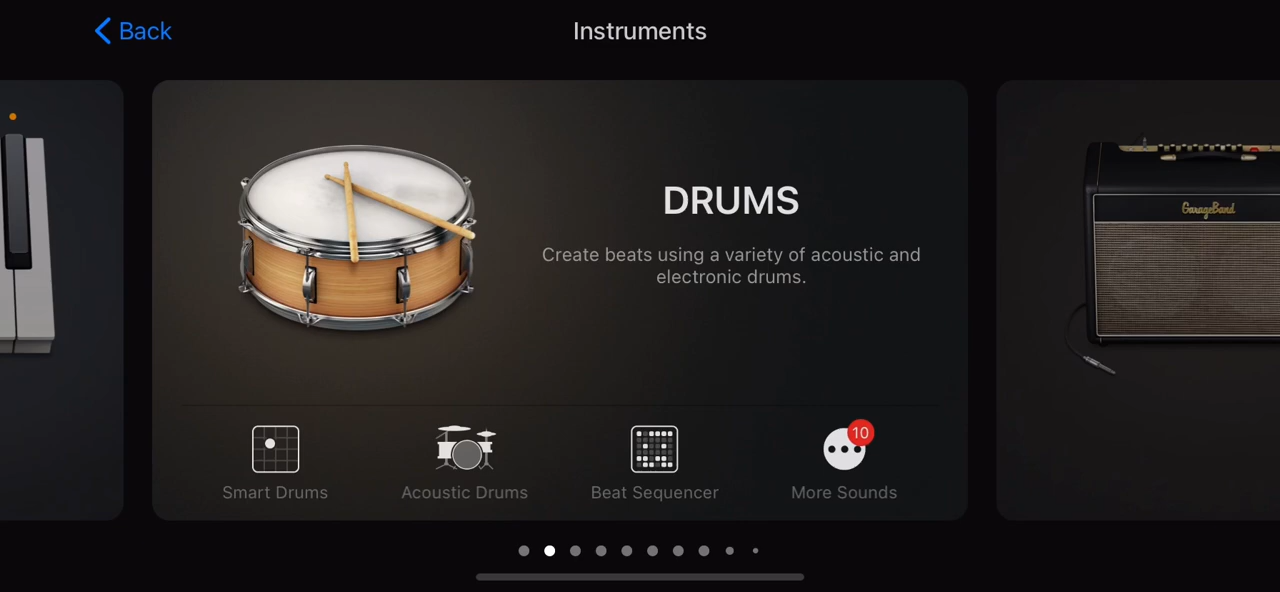 Back
Instruments
DRUMS
Create beats using a variety of acoustic and
electronic drums.
GarageBand
10
Smart Drums
Acoustic Drums
Beat Sequencer
More Sounds